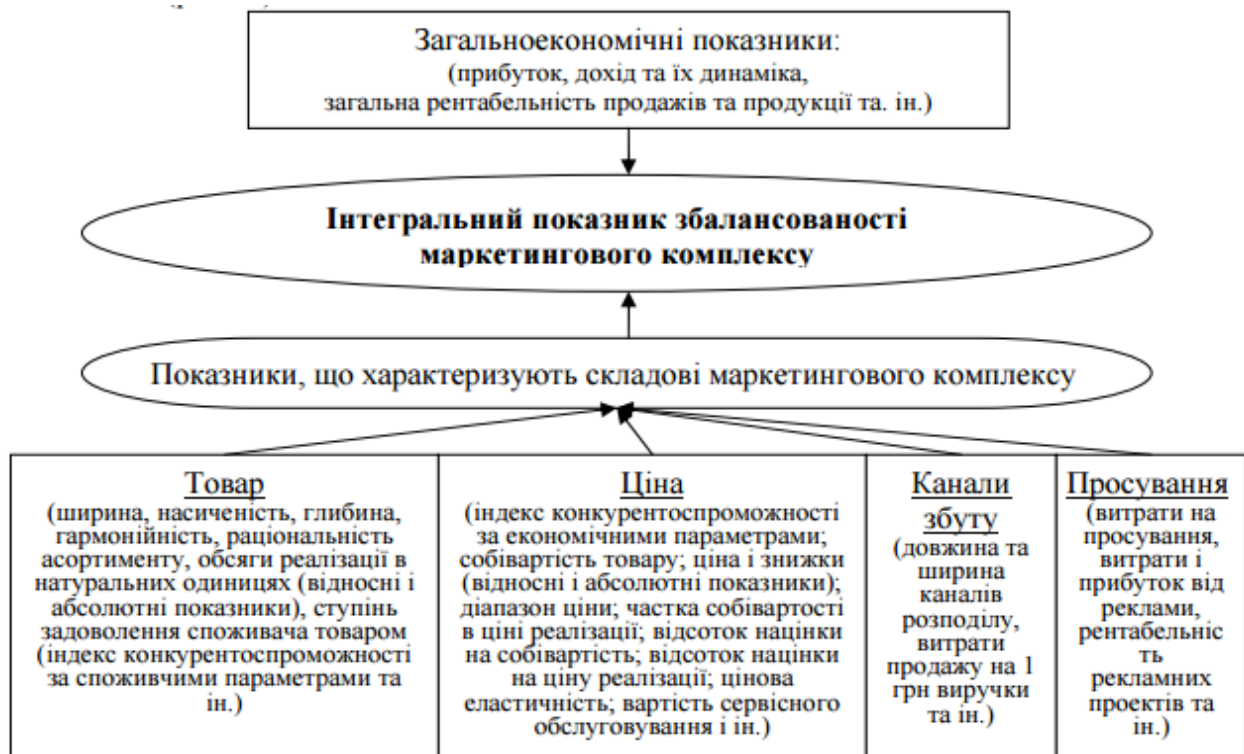 Загальноекономічні показники:
(прибуток, дохід та їх динаміка,
загальна рентабельність продажів та продукції та. ін.)
Інтегральний показник збалансованості
маркетингового комплексу
Показники, що характеризують складові маркетингового комплексу
Товар
(ширина, насиченість, глибина,
гармонійність, раціональність
асортименту, обсяги реалізації в
натуральних одиницях (відносні і
абсолютні показники), ступінь
задоволення споживача товаром
(індекс конкурентоспроможності
за споживчими параметрами та
ін.)
Ціна
(індекс конкурентоспроможності
за економічними параметрами;
собівартість товару; ціна і знижки
(відносні і абсолютні показники);
діапазон ціни; частка собівартості
в ціні реалізації; відсоток націнки
на собівартість; відсоток націнки
на ціну реалізації; цінова
еластичність; вартість сервісного
обслуговування і ін.)
Канали
збуту
(довжина та
ширина
каналів
розподілу,
витрати
продажу на 1
грн виручки
та ін.)
Просування
(витрати на
просування,
витрати і
прибуток від
реклами,
рентабельніс
ть
рекламних
проектів та
ін.)